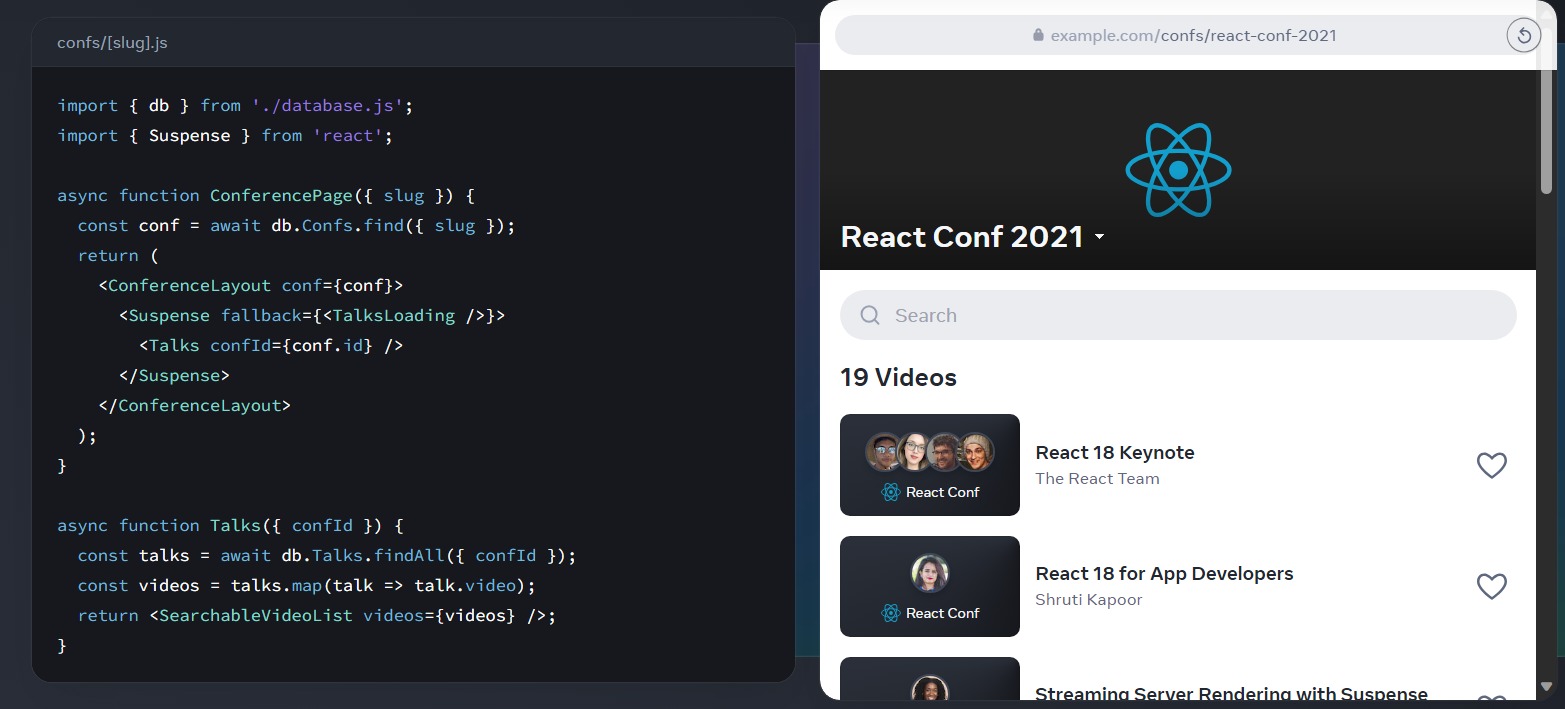 confs/[slug].js
import { db } from './database.js';
import { Suspense } from 'react';
async function ConferencePage({ slug }) {
  const conf = await db.Confs.find({ slug });
  return (
    <ConferenceLayout conf={conf}>
      <Suspense fallback={<TalksLoading />}>
        <Talks confId={conf.id} />
      </Suspense>
    </ConferenceLayout>
  );
}
async function Talks({ confId }) {
  const talks = await db.Talks.findAll({ confId });
  const videos = talks.map(talk => talk.video);
  return <SearchableVideoList videos={videos} />;
}
example.com/confs/react-conf-2021
React Conf 2021
Search
19 Videos
React Conf
React 18 Keynote
The React Team
React Conf
React 18 for App Developers
Shruti Kapoor
Streaming Server Rendering with Suspense